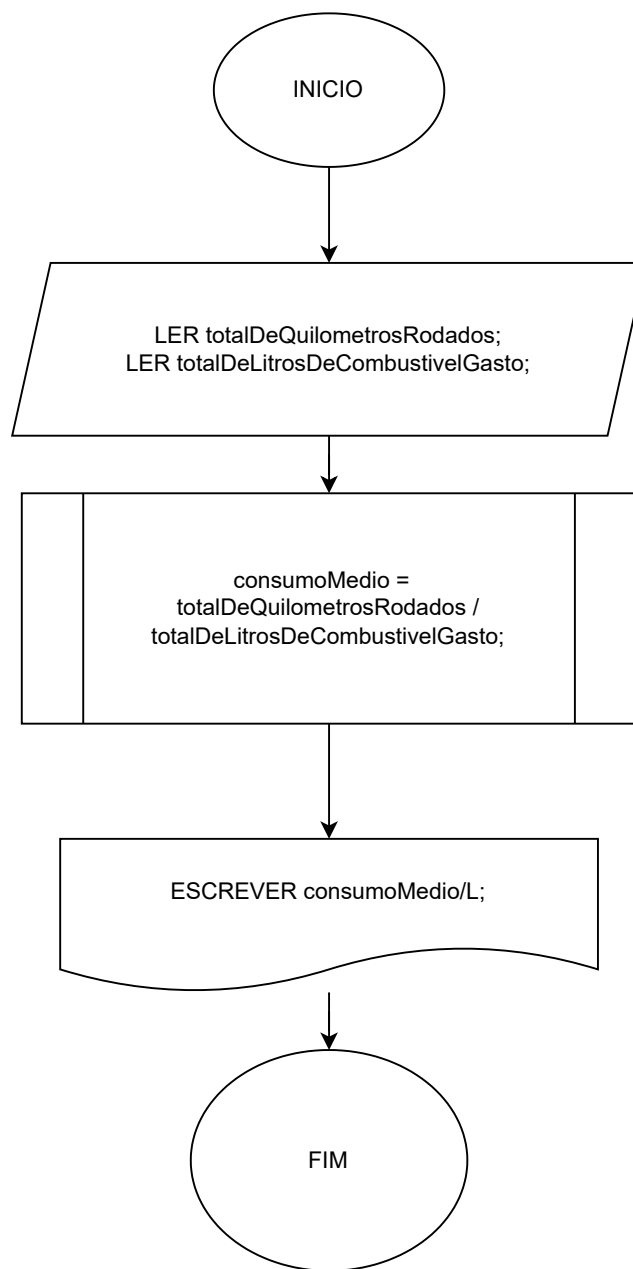 INICIO
LER totalDeQuilometrosRodados;
LER totalDeLitrosDeCombustivelGasto;
consumoMedio =
totalDeQuilometrosRodados /
totalDeLitrosDeCombustivelGasto;
ESCREVER consumoMedio/L;
FIM